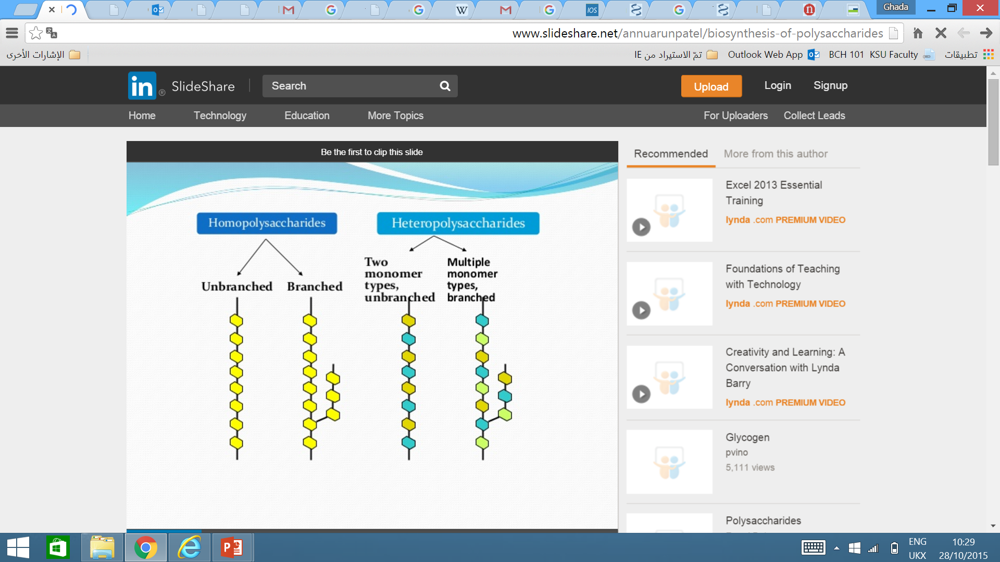 Ghada
www.slideshare.net/annuarunpatel/biosynthesis-of-polysaccharides
الإشارات الأخرى
تمّ الاستيراد من IE
Outlook Web App
BCH 101
KSU Faculty
تطبيقات
in® SlideShare
Search
Upload
Login
Signup
Home
Technology
Education
More Topics
For Uploaders
Collect Leads
Be the first to clip this slide
Homopolysaccharides
Heteropolysaccharides
Unbranched
Branched
Two
monomer
types,
unbranched
Multiple
monomer
types,
branched
Recommended
More from this author
Excel 2013 Essential
Training
lynda .com PREMIUM VIDEO
Foundations of Teaching
with Technology
lynda .com PREMIUM VIDEO
Creativity and Learning: A
Conversation with Lynda
Barry
lynda .com PREMIUM VIDEO
Glycogen
pvino
5,111 views
Polysaccharides
ENG
UKX
10:29
28/10/2015